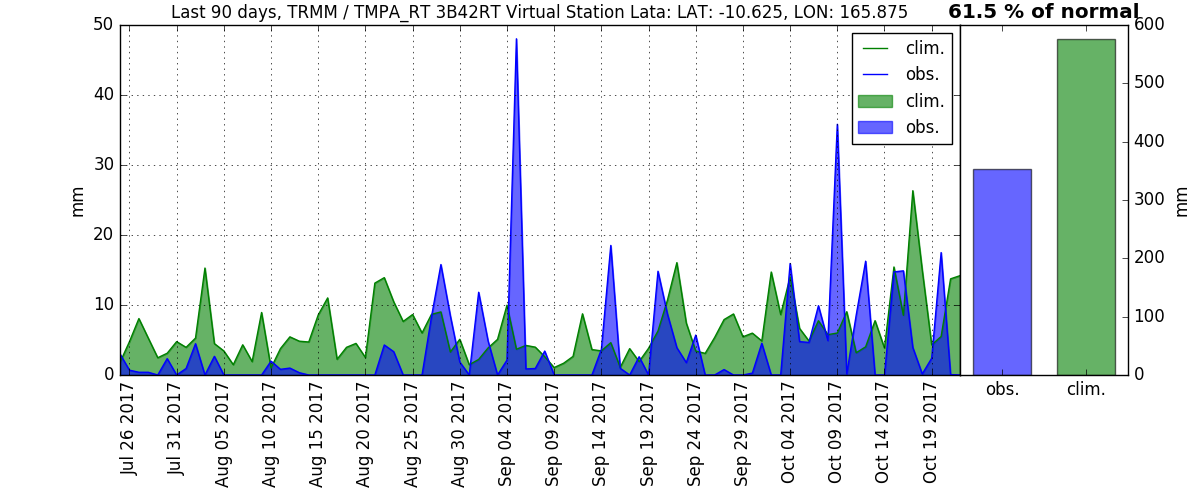 Last 90 days, TRMM / TMPA_RT 3B42RT Virtual Station Lata: LAT: -10.625, LON: 165.875
61.5 % of normal
50
40
30
20
10
0
mm
clim.
obs.
clim.
obs.
600
500
400
300
200
100
0
mm
Jul 26 2017
Jul 31 2017
Aug 05 2017
Aug 10 2017
Aug 15 2017
Aug 20 2017
Aug 25 2017
Aug 30 2017
Sep 04 2017
Sep 09 2017
Sep 14 2017
Sep 19 2017
Sep 24 2017
Sep 29 2017
Oct 04 2017
Oct 09 2017
Oct 14 2017
Oct 19 2017
obs.
clim.